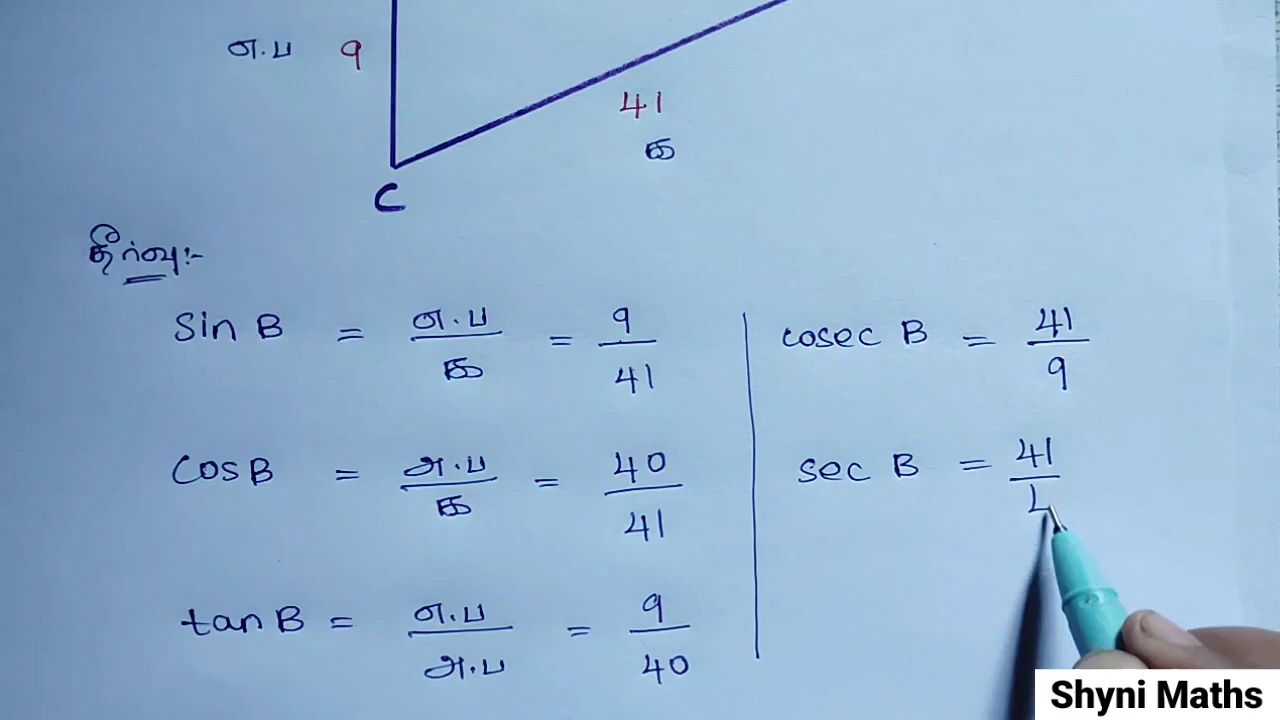 எ.ப 9
41
க
C
தீர்வு:-
Sin B = எ.ப / க = 9 / 41
cosec B = 41 / 9
Cos B = அ.ப / க = 40 / 41
sec B = 41 /
tan B = எ.ப / அ.ப = 9 / 40
Shyni Maths